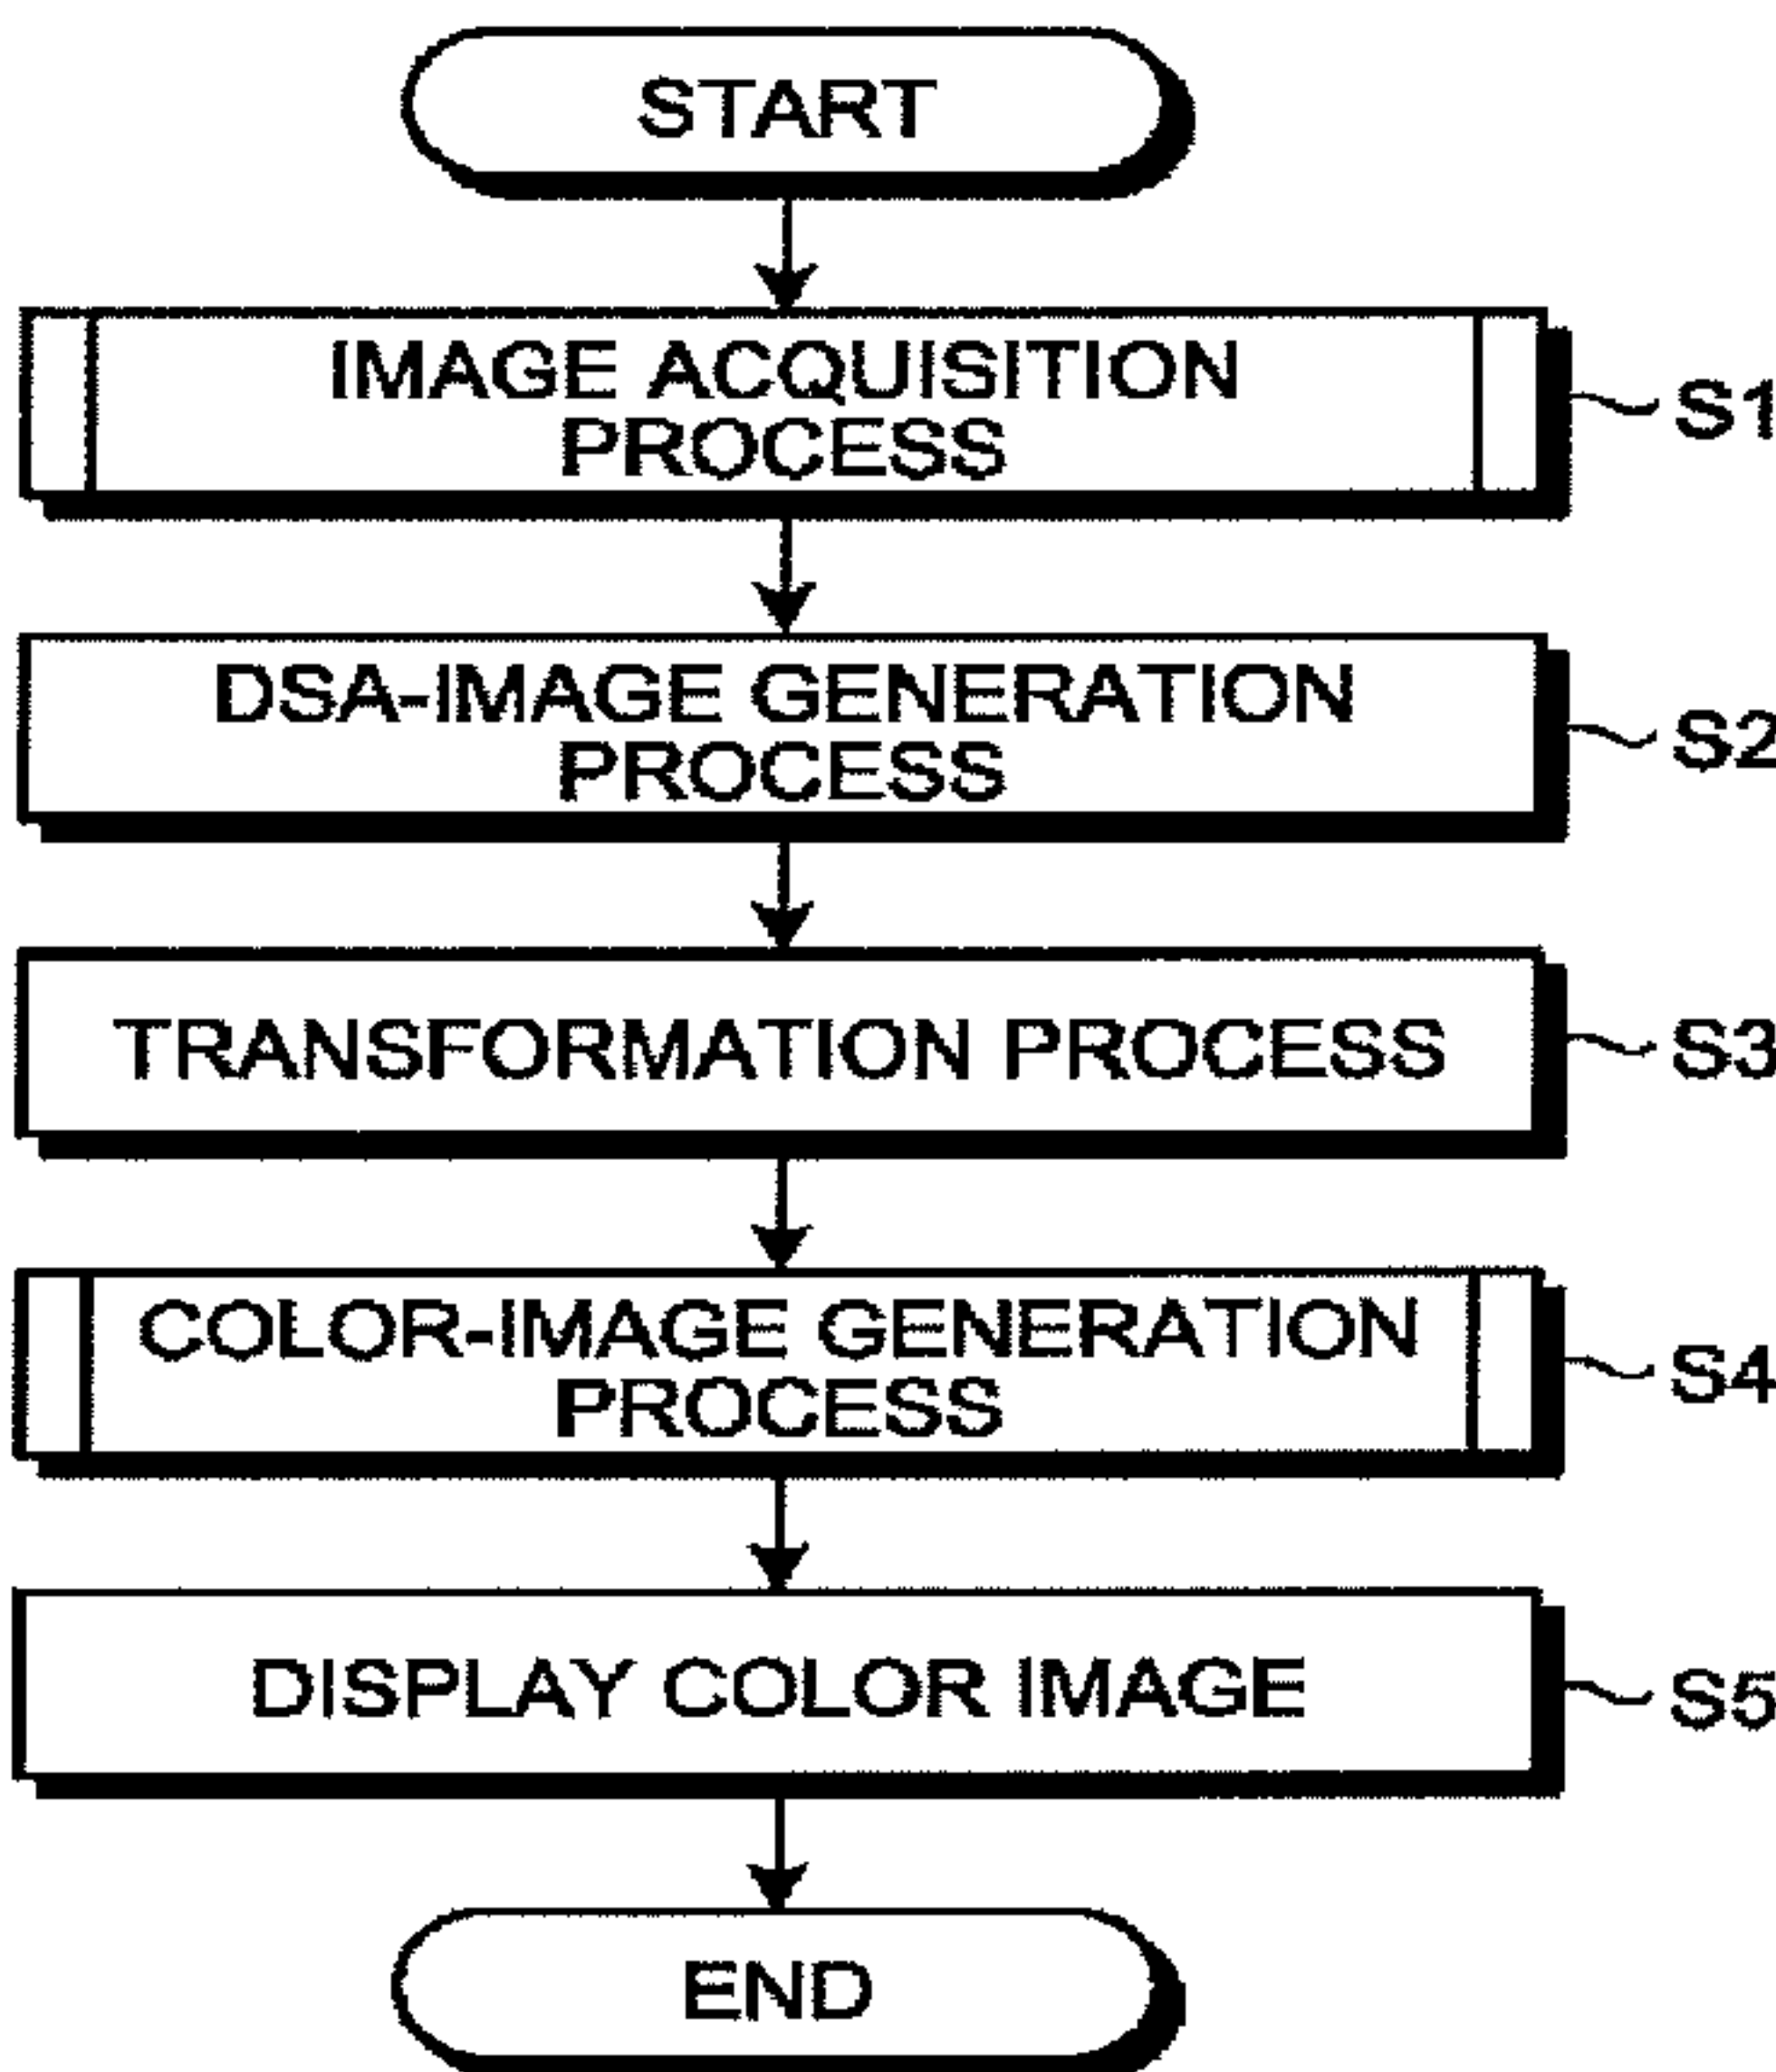 START
IMAGE ACQUISITION
PROCESS
S1
DSA-IMAGE GENERATION
PROCESS
S2
TRANSFORMATION PROCESS
S3
COLOR-IMAGE GENERATION
PROCESS
S4
DISPLAY COLOR IMAGE
S5
END